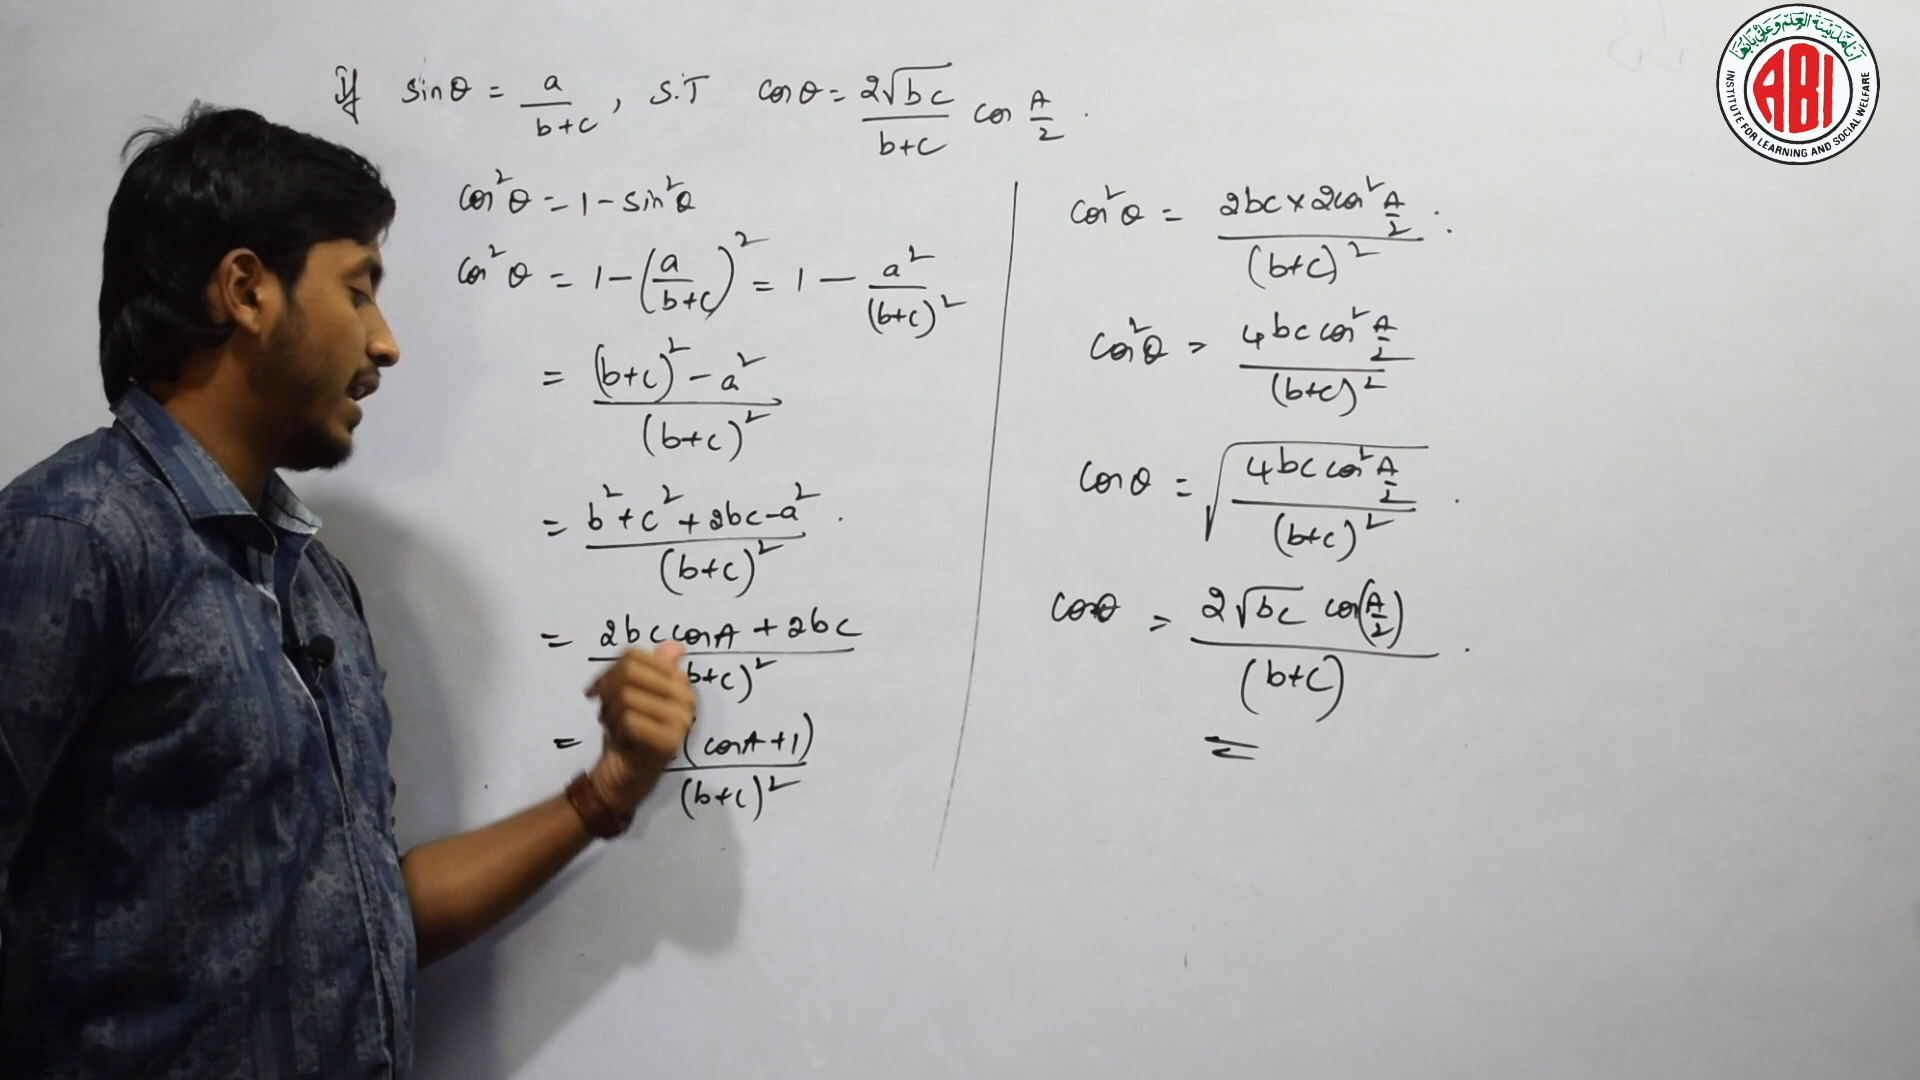 If sinθ = a/(b+c), S.T cosθ = 2√bc/(b+c) cos A/2.
cos²θ = 1 - sin²θ
cos²θ = 1 - (a/(b+c))² = 1 - a²/(b+c)²
= ((b+c)² - a²)/(b+c)²
= (b² + c² + 2bc - a²)/(b+c)².
= (2bc cosA + 2bc)/(b+c)²
= (cosA + 1)/(b+c)²
cos²θ = (2bc × 2cos² A/2)/(b+c)².
cos²θ = (4bc cos² A/2)/(b+c)²
cosθ = √((4bc cos² A/2)/(b+c)²).
cosθ = (2√bc cos(A/2))/(b+c).
ABI
INSTITUTE FOR LEARNING AND SOCIAL WELFARE